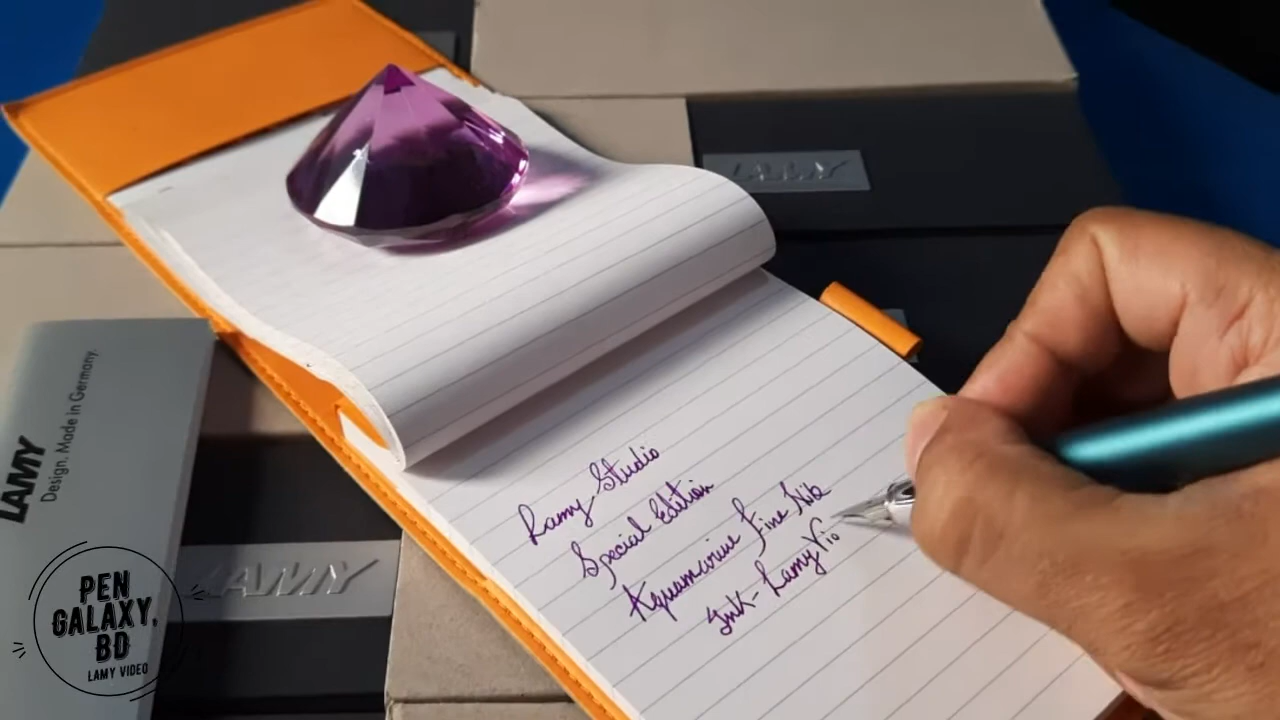 LAMY
Lamy Studio
Special Edition
Aquamarine Fine Nib
Ink - Lamy Vio
LAMY
Design. Made in Germany.
LAMY
PEN
GALAXY,
BD
LAMY VIDEO